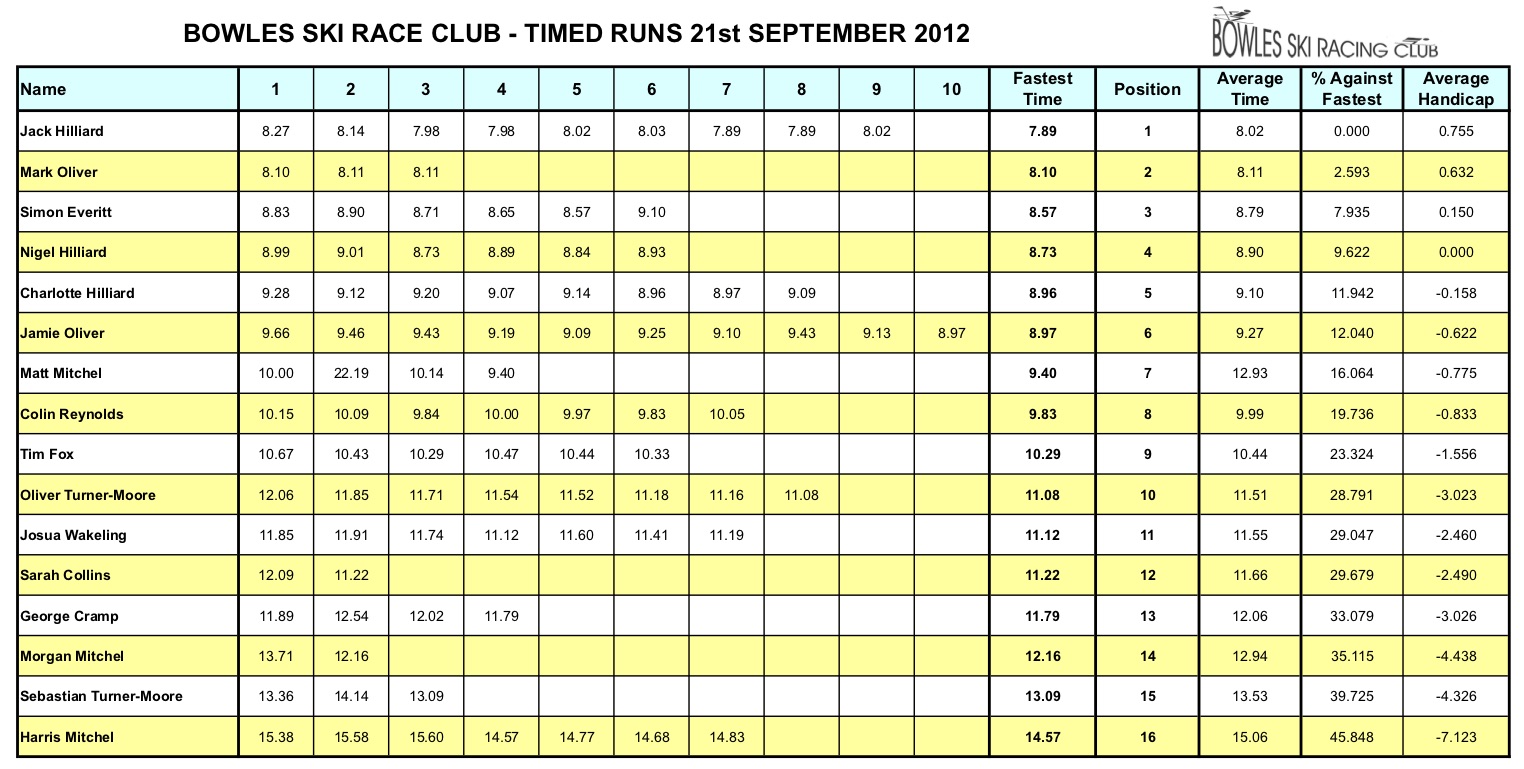 BOWLES SKI RACE CLUB - TIMED RUNS 21st SEPTEMBER 2012
BOWLES SKI RACING CLUB
Name 1 2 3 4 5 6 7 8 9 10 Fastest Time Position Average Time % Against Fastest Average Handicap
Jack Hilliard 8.27 8.14 7.98 7.98 8.02 8.03 7.89 7.89 8.02 7.89 1 8.02 0.000 0.755
Mark Oliver 8.10 8.11 8.11 8.10 2 8.11 2.593 0.632
Simon Everitt 8.83 8.90 8.71 8.65 8.57 9.10 8.57 3 8.79 7.935 0.150
Nigel Hilliard 8.99 9.01 8.73 8.89 8.84 8.93 8.73 4 8.90 9.622 0.000
Charlotte Hilliard 9.28 9.12 9.20 9.07 9.14 8.96 8.97 9.09 8.96 5 9.10 11.942 -0.158
Jamie Oliver 9.66 9.46 9.43 9.19 9.09 9.25 9.10 9.43 9.13 8.97 8.97 6 9.27 12.040 -0.622
Matt Mitchel 10.00 22.19 10.14 9.40 9.40 7 12.93 16.064 -0.775
Colin Reynolds 10.15 10.09 9.84 10.00 9.97 9.83 10.05 9.83 8 9.99 19.736 -0.833
Tim Fox 10.67 10.43 10.29 10.47 10.44 10.33 10.29 9 10.44 23.324 -1.556
Oliver Turner-Moore 12.06 11.85 11.71 11.54 11.52 11.18 11.16 11.08 11.08 10 11.51 28.791 -3.023
Josua Wakeling 11.85 11.91 11.74 11.12 11.60 11.41 11.19 11.12 11 11.55 29.047 -2.460
Sarah Collins 12.09 11.22 11.22 12 11.66 29.679 -2.490
George Cramp 11.89 12.54 12.02 11.79 11.79 13 12.06 33.079 -3.026
Morgan Mitchel 13.71 12.16 12.16 14 12.94 35.115 -4.438
Sebastian Turner-Moore 13.36 14.14 13.09 13.09 15 13.53 39.725 -4.326
Harris Mitchel 15.38 15.58 15.60 14.57 14.77 14.68 14.83 14.57 16 15.06 45.848 -7.123